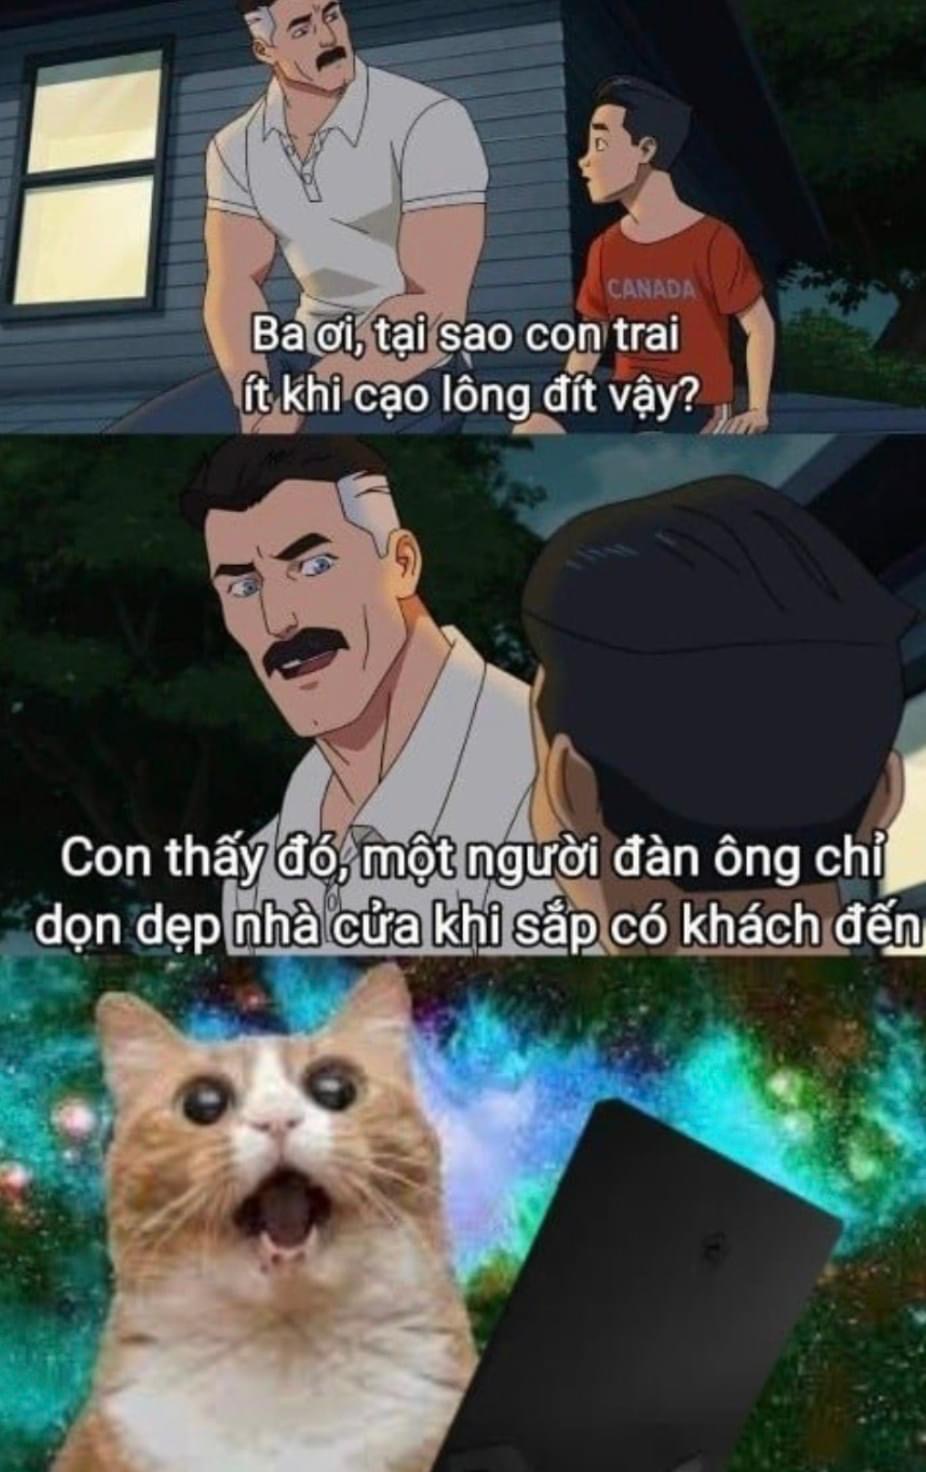 CANADA
Ba ơi, tại sao con trai
ít khi cạo lông đít vậy?
Con thấy đó, một người đàn ông chỉ
dọn dẹp nhà cửa khi sắp có khách đến